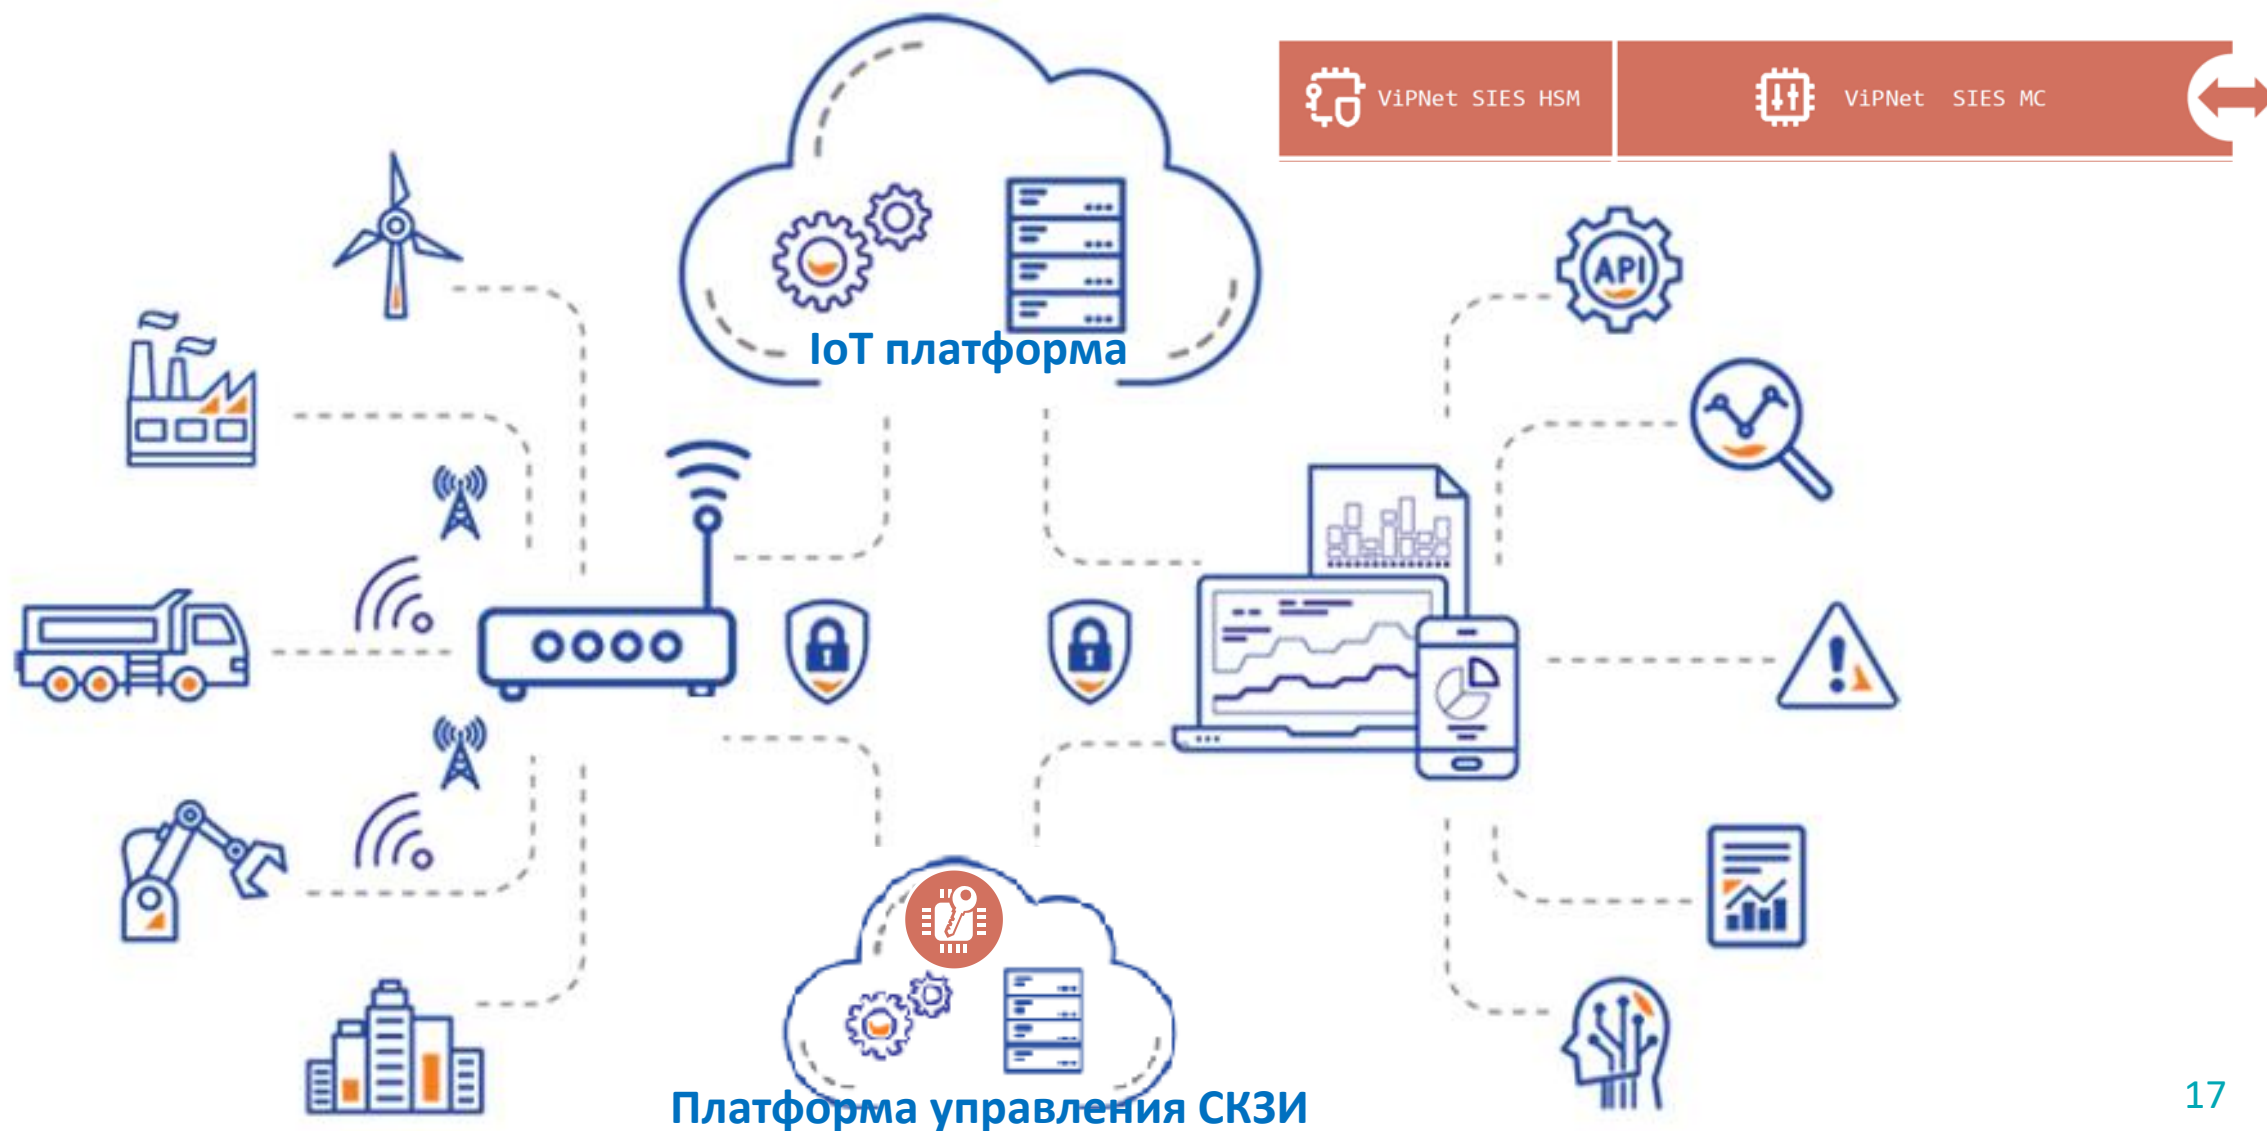 ViPNet SIES HSM
ViPNet SIES MC
API
IoT платформа
Платформа управления СКЗИ
17